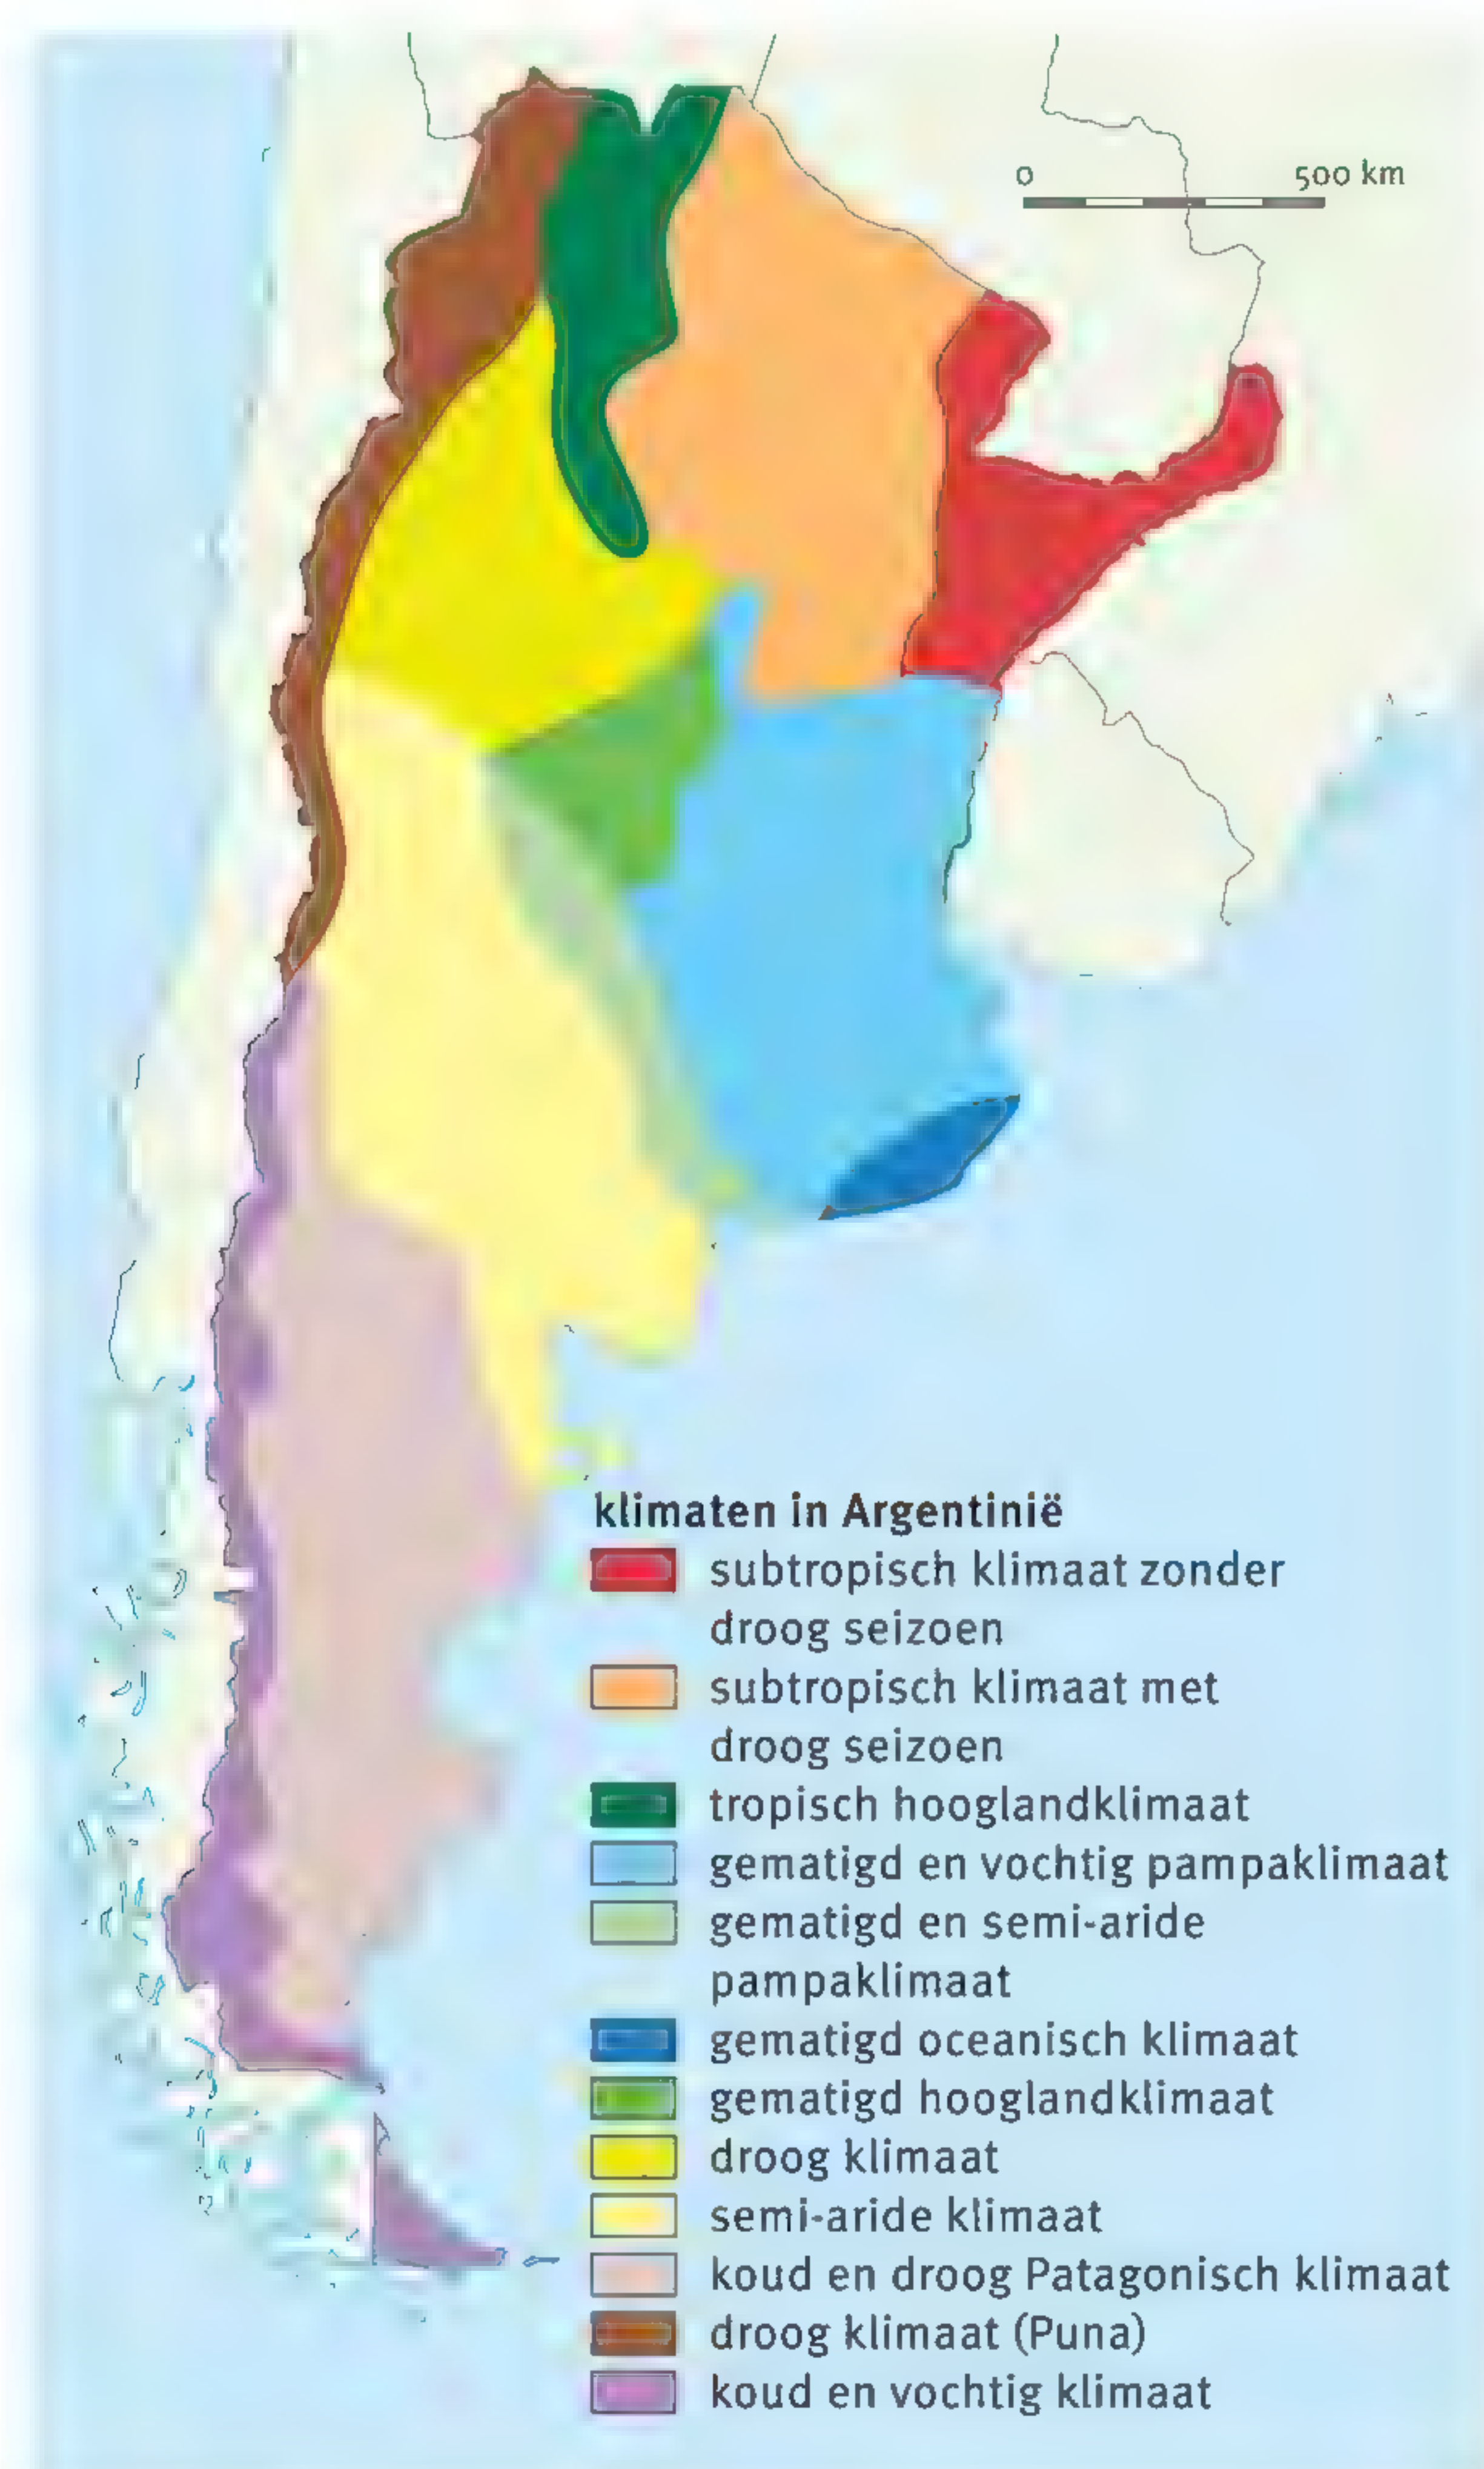 0 500 km
klimaten in Argentinië
subtropisch klimaat zonder
droog seizoen
subtropisch klimaat met
droog seizoen
tropisch hooglandklimaat
gematigd en vochtig pampaklimaat
gematigd en semi-aride
pampaklimaat
gematigd oceanisch klimaat
gematigd hooglandklimaat
droog klimaat
semi-aride klimaat
koud en droog Patagonisch klimaat
droog klimaat (Puna)
koud en vochtig klimaat